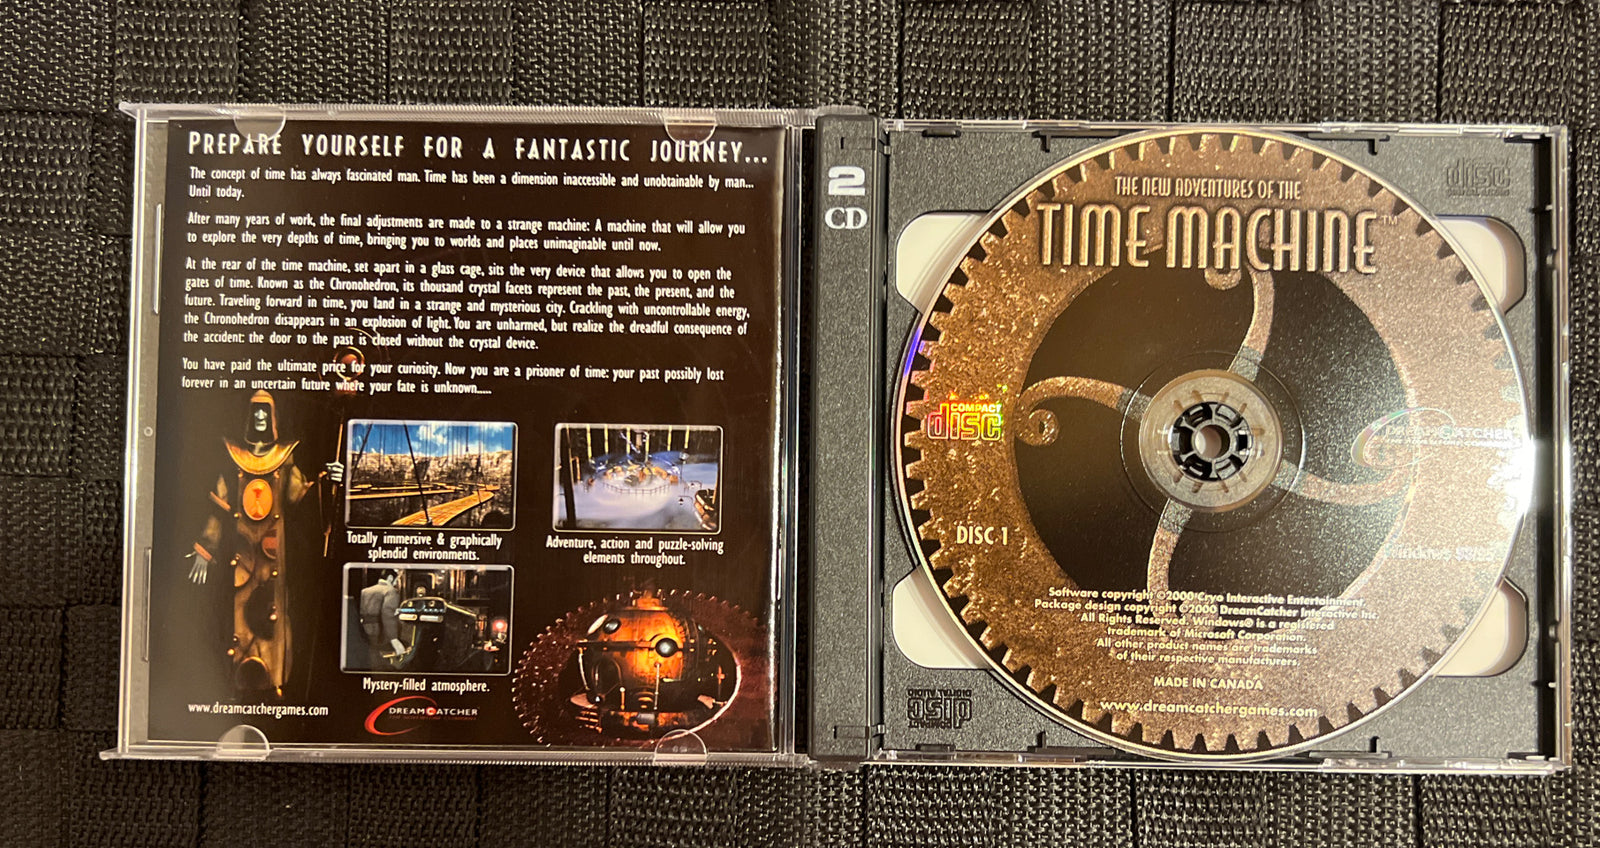 PREPARE YOURSELF FOR A FANTASTIC JOURNEY...
The concept of time has always fascinated man. Time has been a dimension inaccessible and unobtainable by man...
Until today.
After many years of work, the final adjustments are made to a strange machine: A machine that will allow you
to explore the very depths of time, bringing you to worlds and places unimaginable until now.
At the rear of the time machine, set apart in a glass cage, sits the very device that allows you to open the
gates of time. Known as the Chronohedron, its thousand crystal facets represent the past, the present, and the
future. Traveling forward in time, you land in a strange and mysterious city. Crackling with uncontrollable energy,
the Chronohedron disappears in an explosion of light. You are unharmed, but realize the dreadful consequence of
the accident: the door to the past is closed without the crystal device.
You have paid the ultimate price for your curiosity. Now you are a prisoner of time: your past possibly lost
forever in an uncertain future where your fate is unknown.....
Totally immersive & graphically
splendid environments.
Adventure, action and puzzle-solving
elements throughout.
Mystery-filled atmosphere.
www.dreamcatchergames.com
DREAMCATCHER
2
CD
THE NEW ADVENTURES OF THE
TIME MACHINE™
COMPACT
disc
DREAMCATCHER
DISC 1
Windows
Software copyright ©2000 Cryo Interactive Entertainment.
Package design copyright ©2000 DreamCatcher Interactive Inc.
All Rights Reserved. Windows® is a registered
trademark of Microsoft Corporation.
All other product names are trademarks
of their respective manufacturers.
MADE IN CANADA
www.dreamcatchergames.com
disc
COMPACT
disc
DIGITAL AUDIO